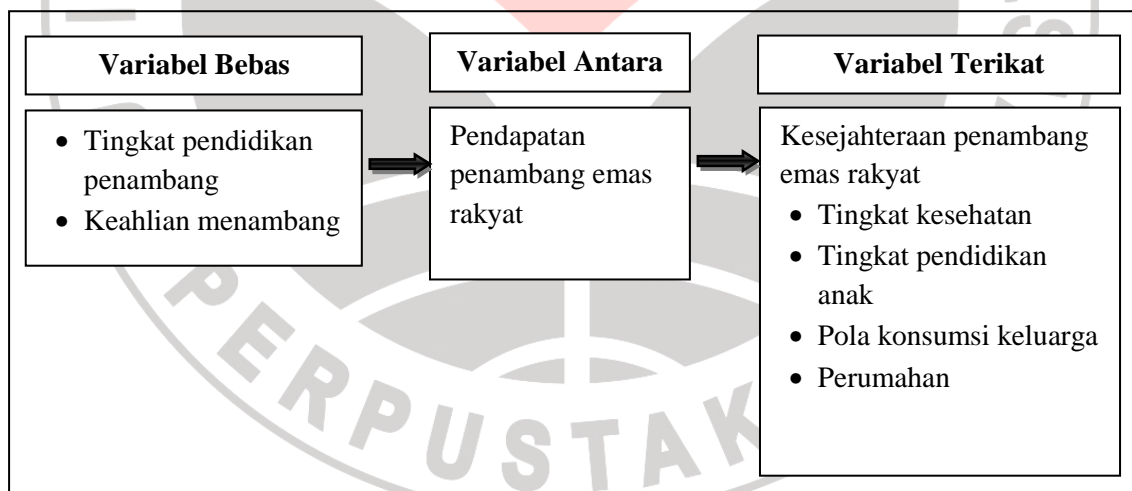 Variabel Bebas
Variabel Antara
Variabel Terikat
• Tingkat pendidikan
penambang
• Keahlian menambang
Pendapatan
penambang emas
rakyat
Kesejahteraan penambang
emas rakyat
• Tingkat kesehatan
• Tingkat pendidikan
anak
• Pola konsumsi keluarga
• Perumahan
PERPUSTAK